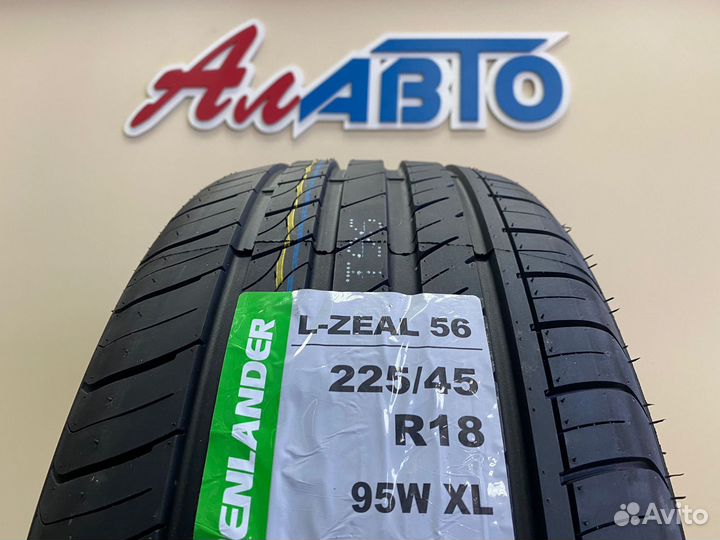 АлАВТО
L-ZEAL 56
225/45
R18
95W XL
ENLANDER
Avito